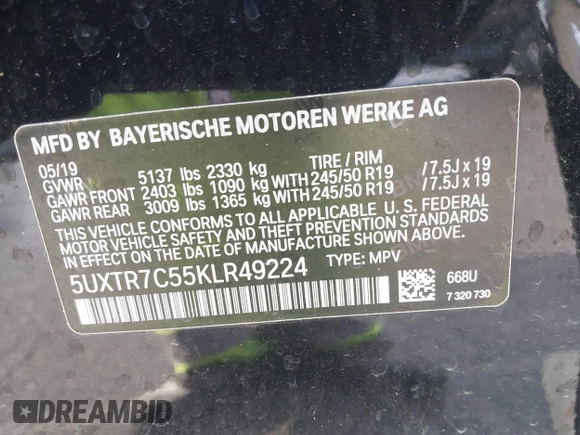 MFD BY BAYERISCHE MOTOREN WERKE AG
05/19 TIRE / RIM
GVWR 5137 lbs 2330 kg
GAWR FRONT 2403 lbs 1090 kg WITH 245/50 R19 /7.5J x 19
GAWR REAR 3009 lbs 1365 kg WITH 245/50 R19 /7.5J x 19
THIS VEHICLE CONFORMS TO ALL APPLICABLE U. S. FEDERAL
MOTOR VEHICLE SAFETY AND THEFT PREVENTION
STANDARDS IN EFFECT ON THE
DATE OF MANUFACTURE SHOWN ABOVE.
5UXTR7C55KLR49224 TYPE: MPV
668U
7 320 730
DREAMBID